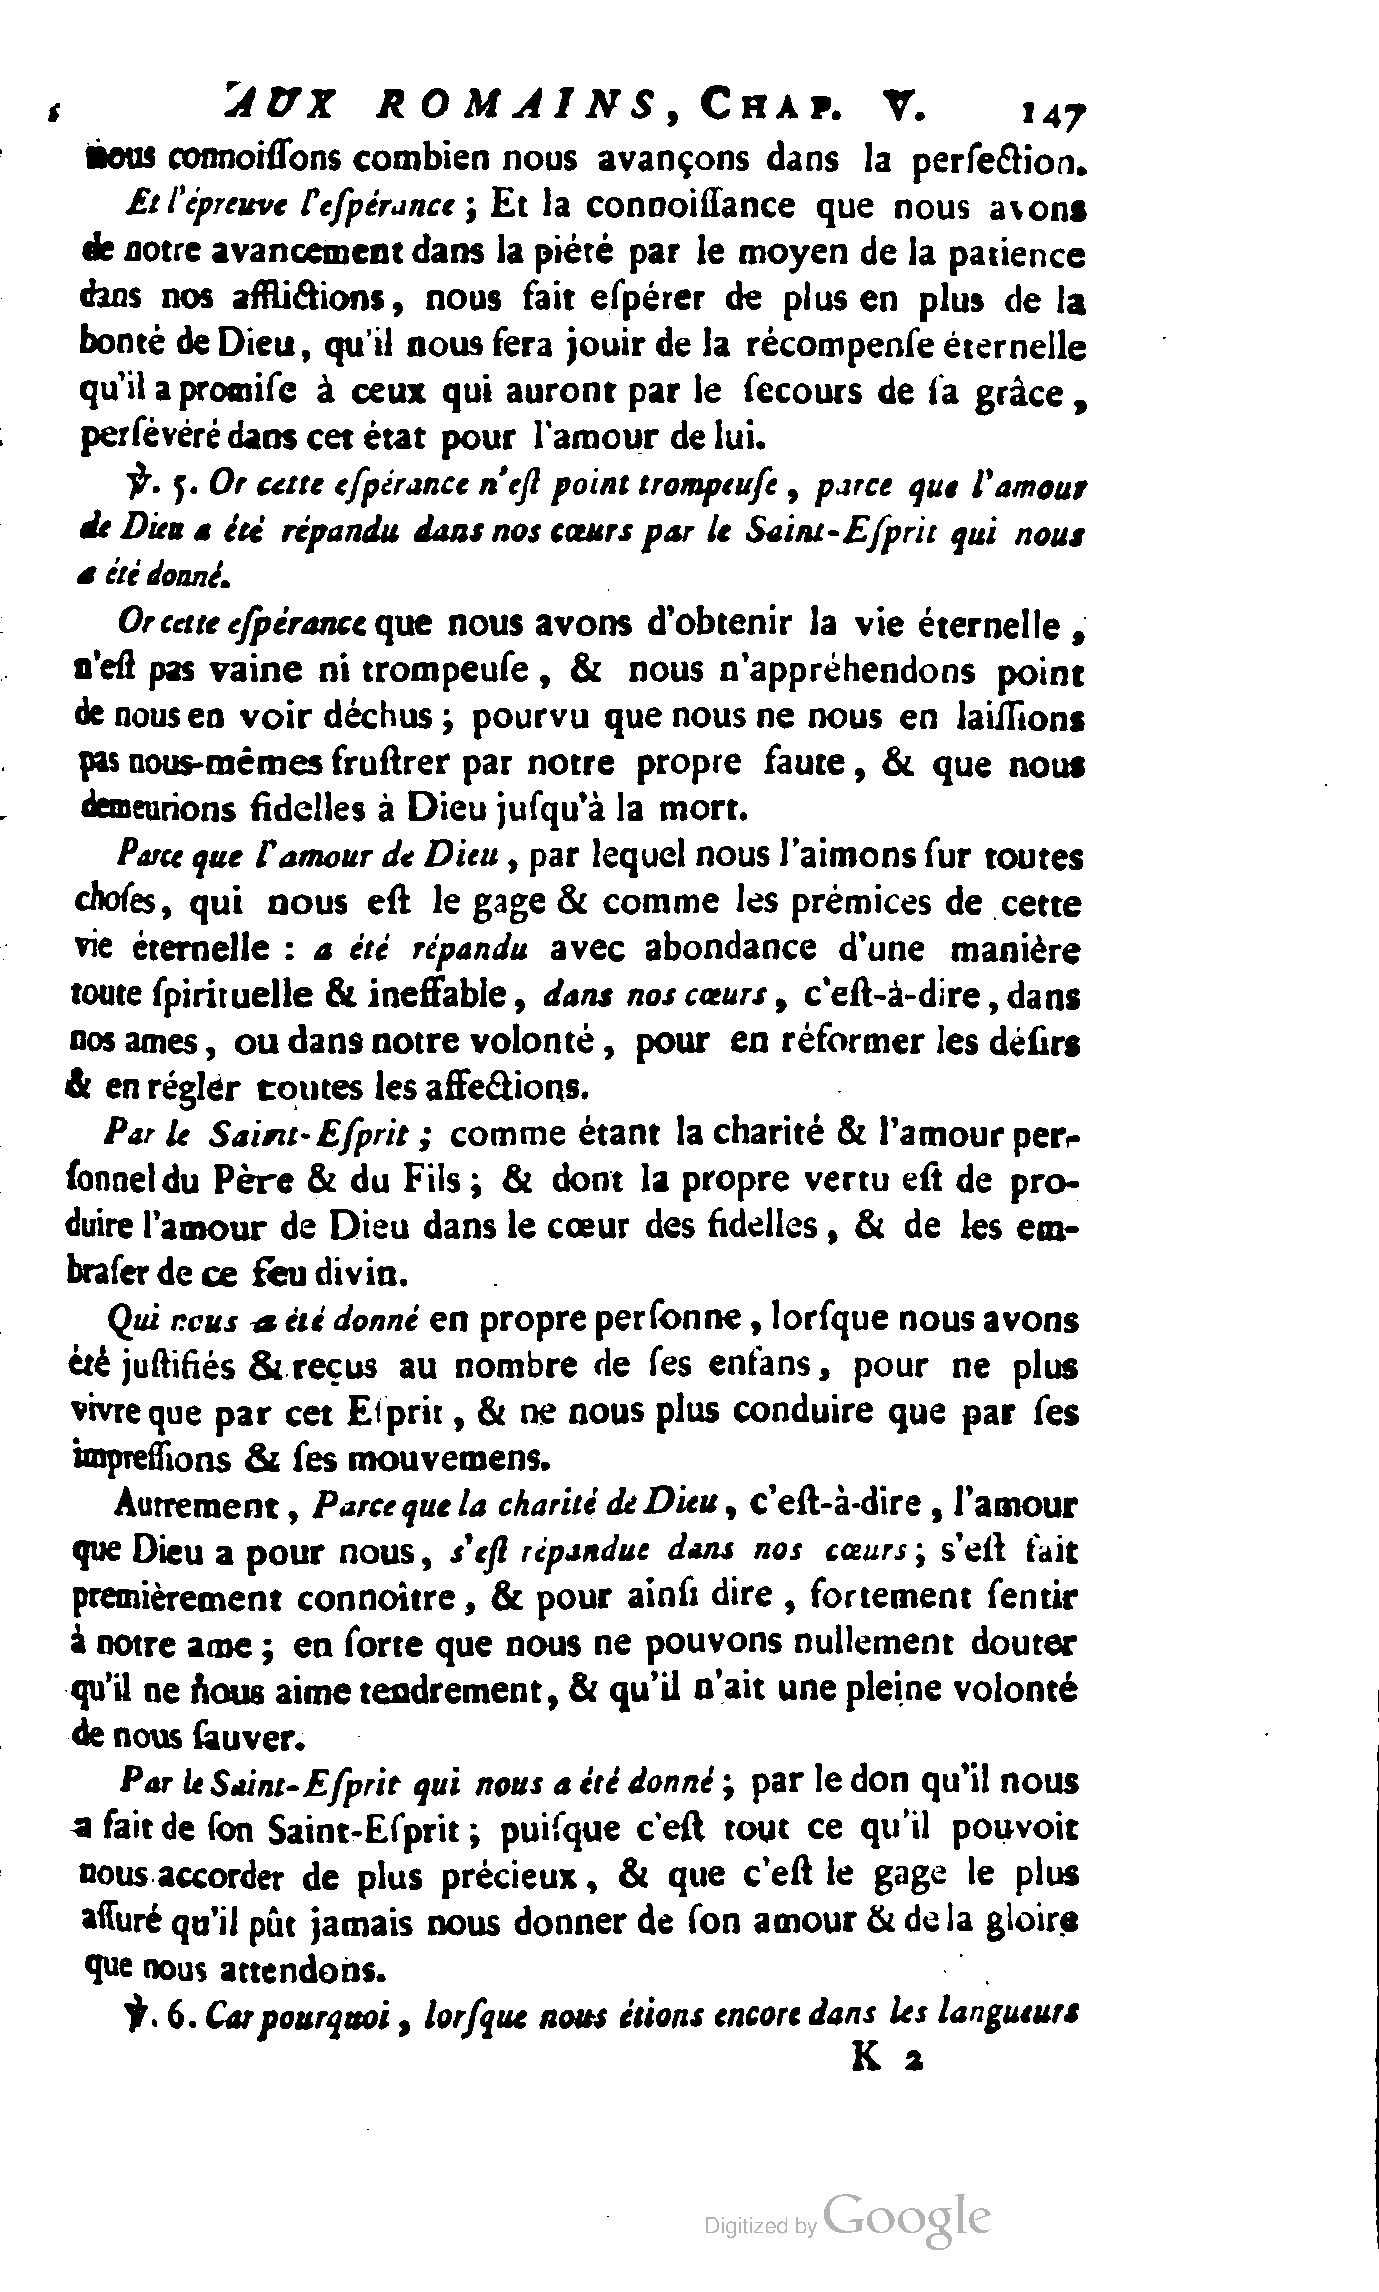 AUX ROMAINS, CHAP. V. 147
nous connoiſſons combien nous avançons dans la perfection.
Et l'épreuve l'eſpérance ; Et la connoiſſance que nous avons
de notre avancement dans la piété par le moyen de la patience
dans nos afflictions, nous fait eſpérer de plus en plus de la
bonté de Dieu, qu'il nous fera jouir de la récompenſe éternelle
qu'il a promiſe à ceux qui auront par le ſecours de ſa grâce,
perſévéré dans cet état pour l'amour de lui.
℣. 5. Or cette eſpérance n'eſt point trompeuſe, parce que l'amour
de Dieu a été répandu dans nos cœurs par le Saint-Eſprit qui nous
a été donné.
Or cette eſpérance que nous avons d'obtenir la vie éternelle,
n'eſt pas vaine ni trompeuſe, & nous n'appréhendons point
de nous en voir déchus ; pourvu que nous ne nous en laiſſions
pas nous-mêmes fruſtrer par notre propre faute, & que nous
demeurions fidelles à Dieu juſqu'à la mort.
Parce que l'amour de Dieu, par lequel nous l'aimons ſur toutes
choſes, qui nous eſt le gage & comme les prémices de cette
vie éternelle : a été répandu avec abondance d'une manière
toute ſpirituelle & ineffable, dans nos cœurs, c'eſt-à-dire, dans
nos ames, ou dans notre volonté, pour en réformer les déſirs
& en régler toutes les affections.
Par le Saint-Eſprit ; comme étant la charité & l'amour per-
ſonnel du Père & du Fils ; & dont la propre vertu eſt de pro-
duire l'amour de Dieu dans le cœur des fidelles, & de les em-
braſer de ce feu divin.
Qui nous a été donné en propre perſonne, lorſque nous avons
été juſtifiés & reçus au nombre de ſes enfans, pour ne plus
vivre que par cet Eſprit, & ne nous plus conduire que par ſes
impreſſions & ſes mouvemens.
Autrement, Parce que la charité de Dieu, c'eſt-à-dire, l'amour
que Dieu a pour nous, s'eſt répandue dans nos cœurs ; s'eſt fait
premièrement connoître, & pour ainſi dire, fortement ſentir
à notre ame ; en ſorte que nous ne pouvons nullement douter
qu'il ne nous aime tendrement, & qu'il n'ait une pleine volonté
de nous ſauver.
Par le Saint-Eſprit qui nous a été donné ; par le don qu'il nous
a fait de ſon Saint-Eſprit ; puiſque c'eſt tout ce qu'il pouvoit
nous accorder de plus précieux, & que c'eſt le gage le plus
aſſuré qu'il pût jamais nous donner de ſon amour & de la gloire
que nous attendons.
℣. 6. Car pourquoi, lorſque nous étions encore dans les langueurs
K 2
Digitized by Google